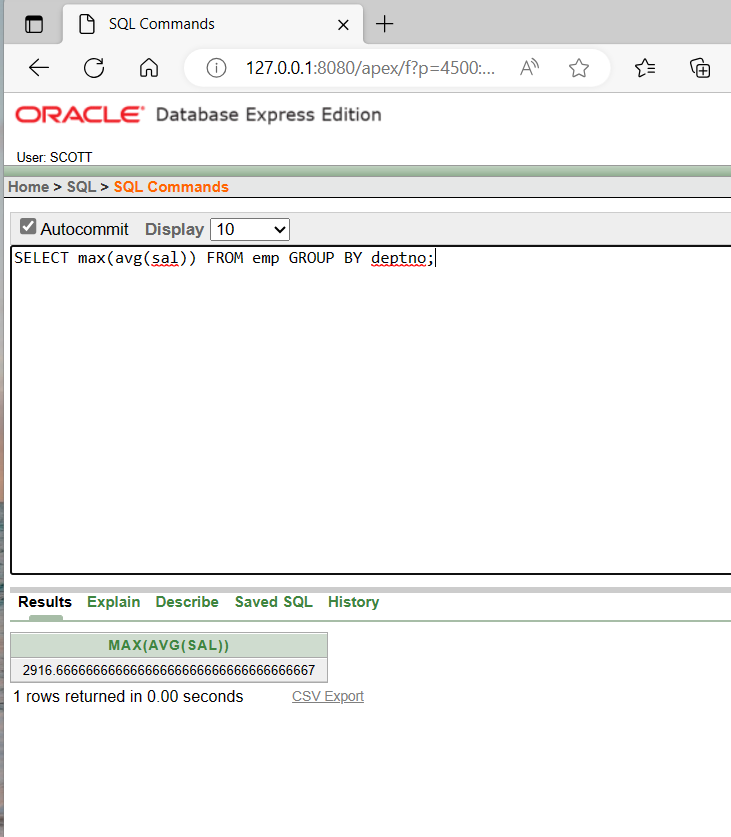 SQL Commands
127.0.0.1:8080/apex/f?p=4500:...
ORACLE Database Express Edition
User: SCOTT
Home > SQL > SQL Commands
Autocommit Display 10
SELECT max(avg(sal)) FROM emp GROUP BY deptno;
Results Explain Describe Saved SQL History
MAX(AVG(SAL))
2916.66666666666666666666666666666667
1 rows returned in 0.00 seconds CSV Export